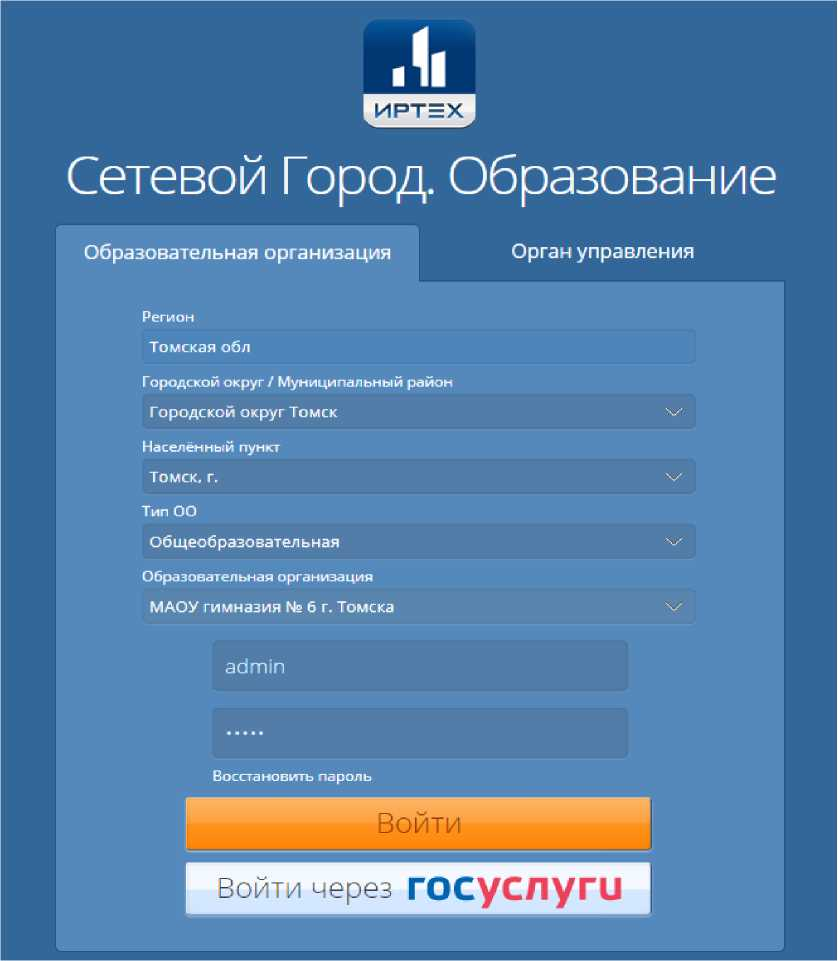 ИРТЕХ
Сетевой Город. Образование
Образовательная организация
Орган управления
Регион
Томская обл
Городской округ / Муниципальный район
Городской округ Томск
Населённый пункт
Томск, г.
Тип ОО
Общеобразовательная
Образовательная организация
МАОУ гимназия № 6 г. Томска
admin
•••••
Восстановить пароль
Войти
Войти через госуслуги